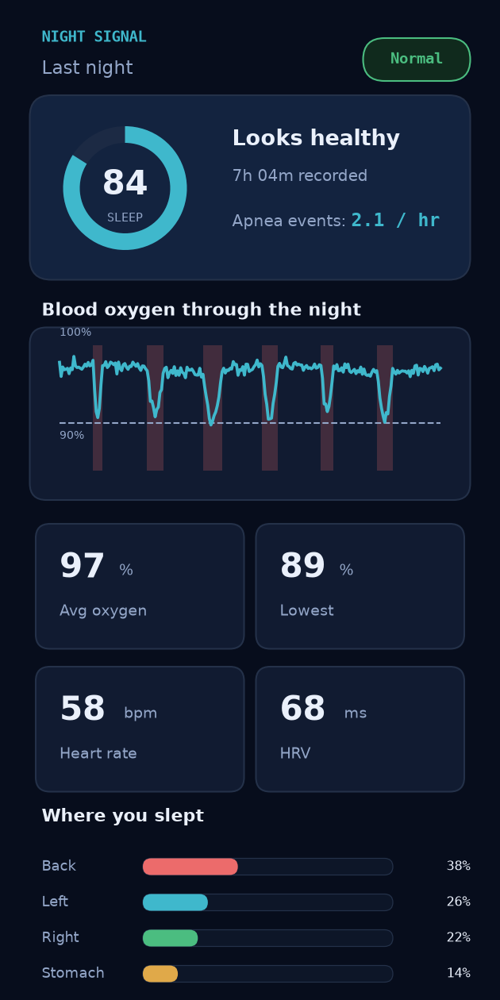 NIGHT SIGNAL
Last night
Normal
84
SLEEP
Looks healthy
7h 04m recorded
Apnea events: 2.1 / hr
Blood oxygen through the night
100%
90%
97 %
Avg oxygen
89 %
Lowest
58 bpm
Heart rate
68 ms
HRV
Where you slept
Back 38%
Left 26%
Right 22%
Stomach 14%